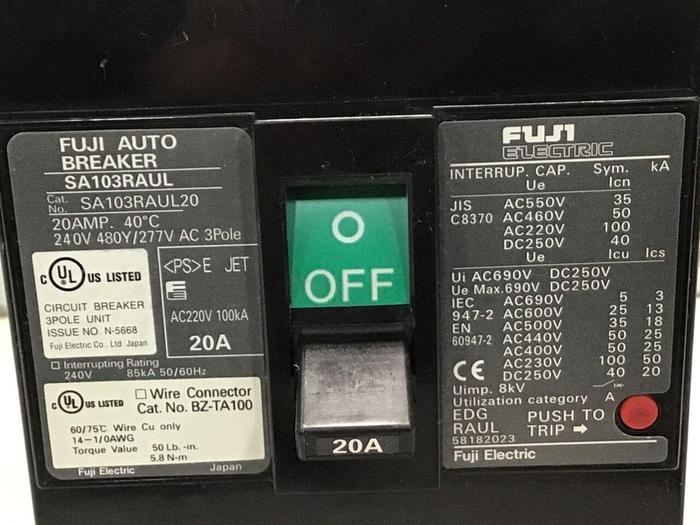 FUJI AUTO
BREAKER
SA103RAUL
Cat. No. SA103RAUL20
20AMP. 40°C
240V 480Y/277V AC 3Pole
C UL US LISTED
CIRCUIT BREAKER
3POLE UNIT
ISSUE NO. N-5668
Fuji Electric Co., Ltd Japan
<PS>E JET
AC220V 100kA
20A
□ Interrupting Rating
240V 85kA 50/60Hz
C UL US LISTED
□ Wire Connector
Cat. No. BZ-TA100
60/75℃ Wire Cu only
14-1/0AWG
Torque Value 50 Lb.-in.
5.8 N-m
Fuji Electric Japan
O
OFF
20A
FUJI
ELECTRIC
INTERRUP. CAP. Sym. kA
Ue Icn
JIS AC550V 35
C8370 AC460V 50
AC220V 100
DC250V 40
Ue Icu Ics
Ui AC690V DC250V
Ue Max.690V DC250V
IEC AC690V 5 3
947-2 AC600V 25 13
EN AC500V 35 18
60947-2 AC440V 50 25
AC400V 50 25
CE AC230V 100 50
DC250V 40 20
Uimp. 8kV
Utilization category A
EDG PUSH TO
RAUL TRIP →
58182023
Fuji Electric